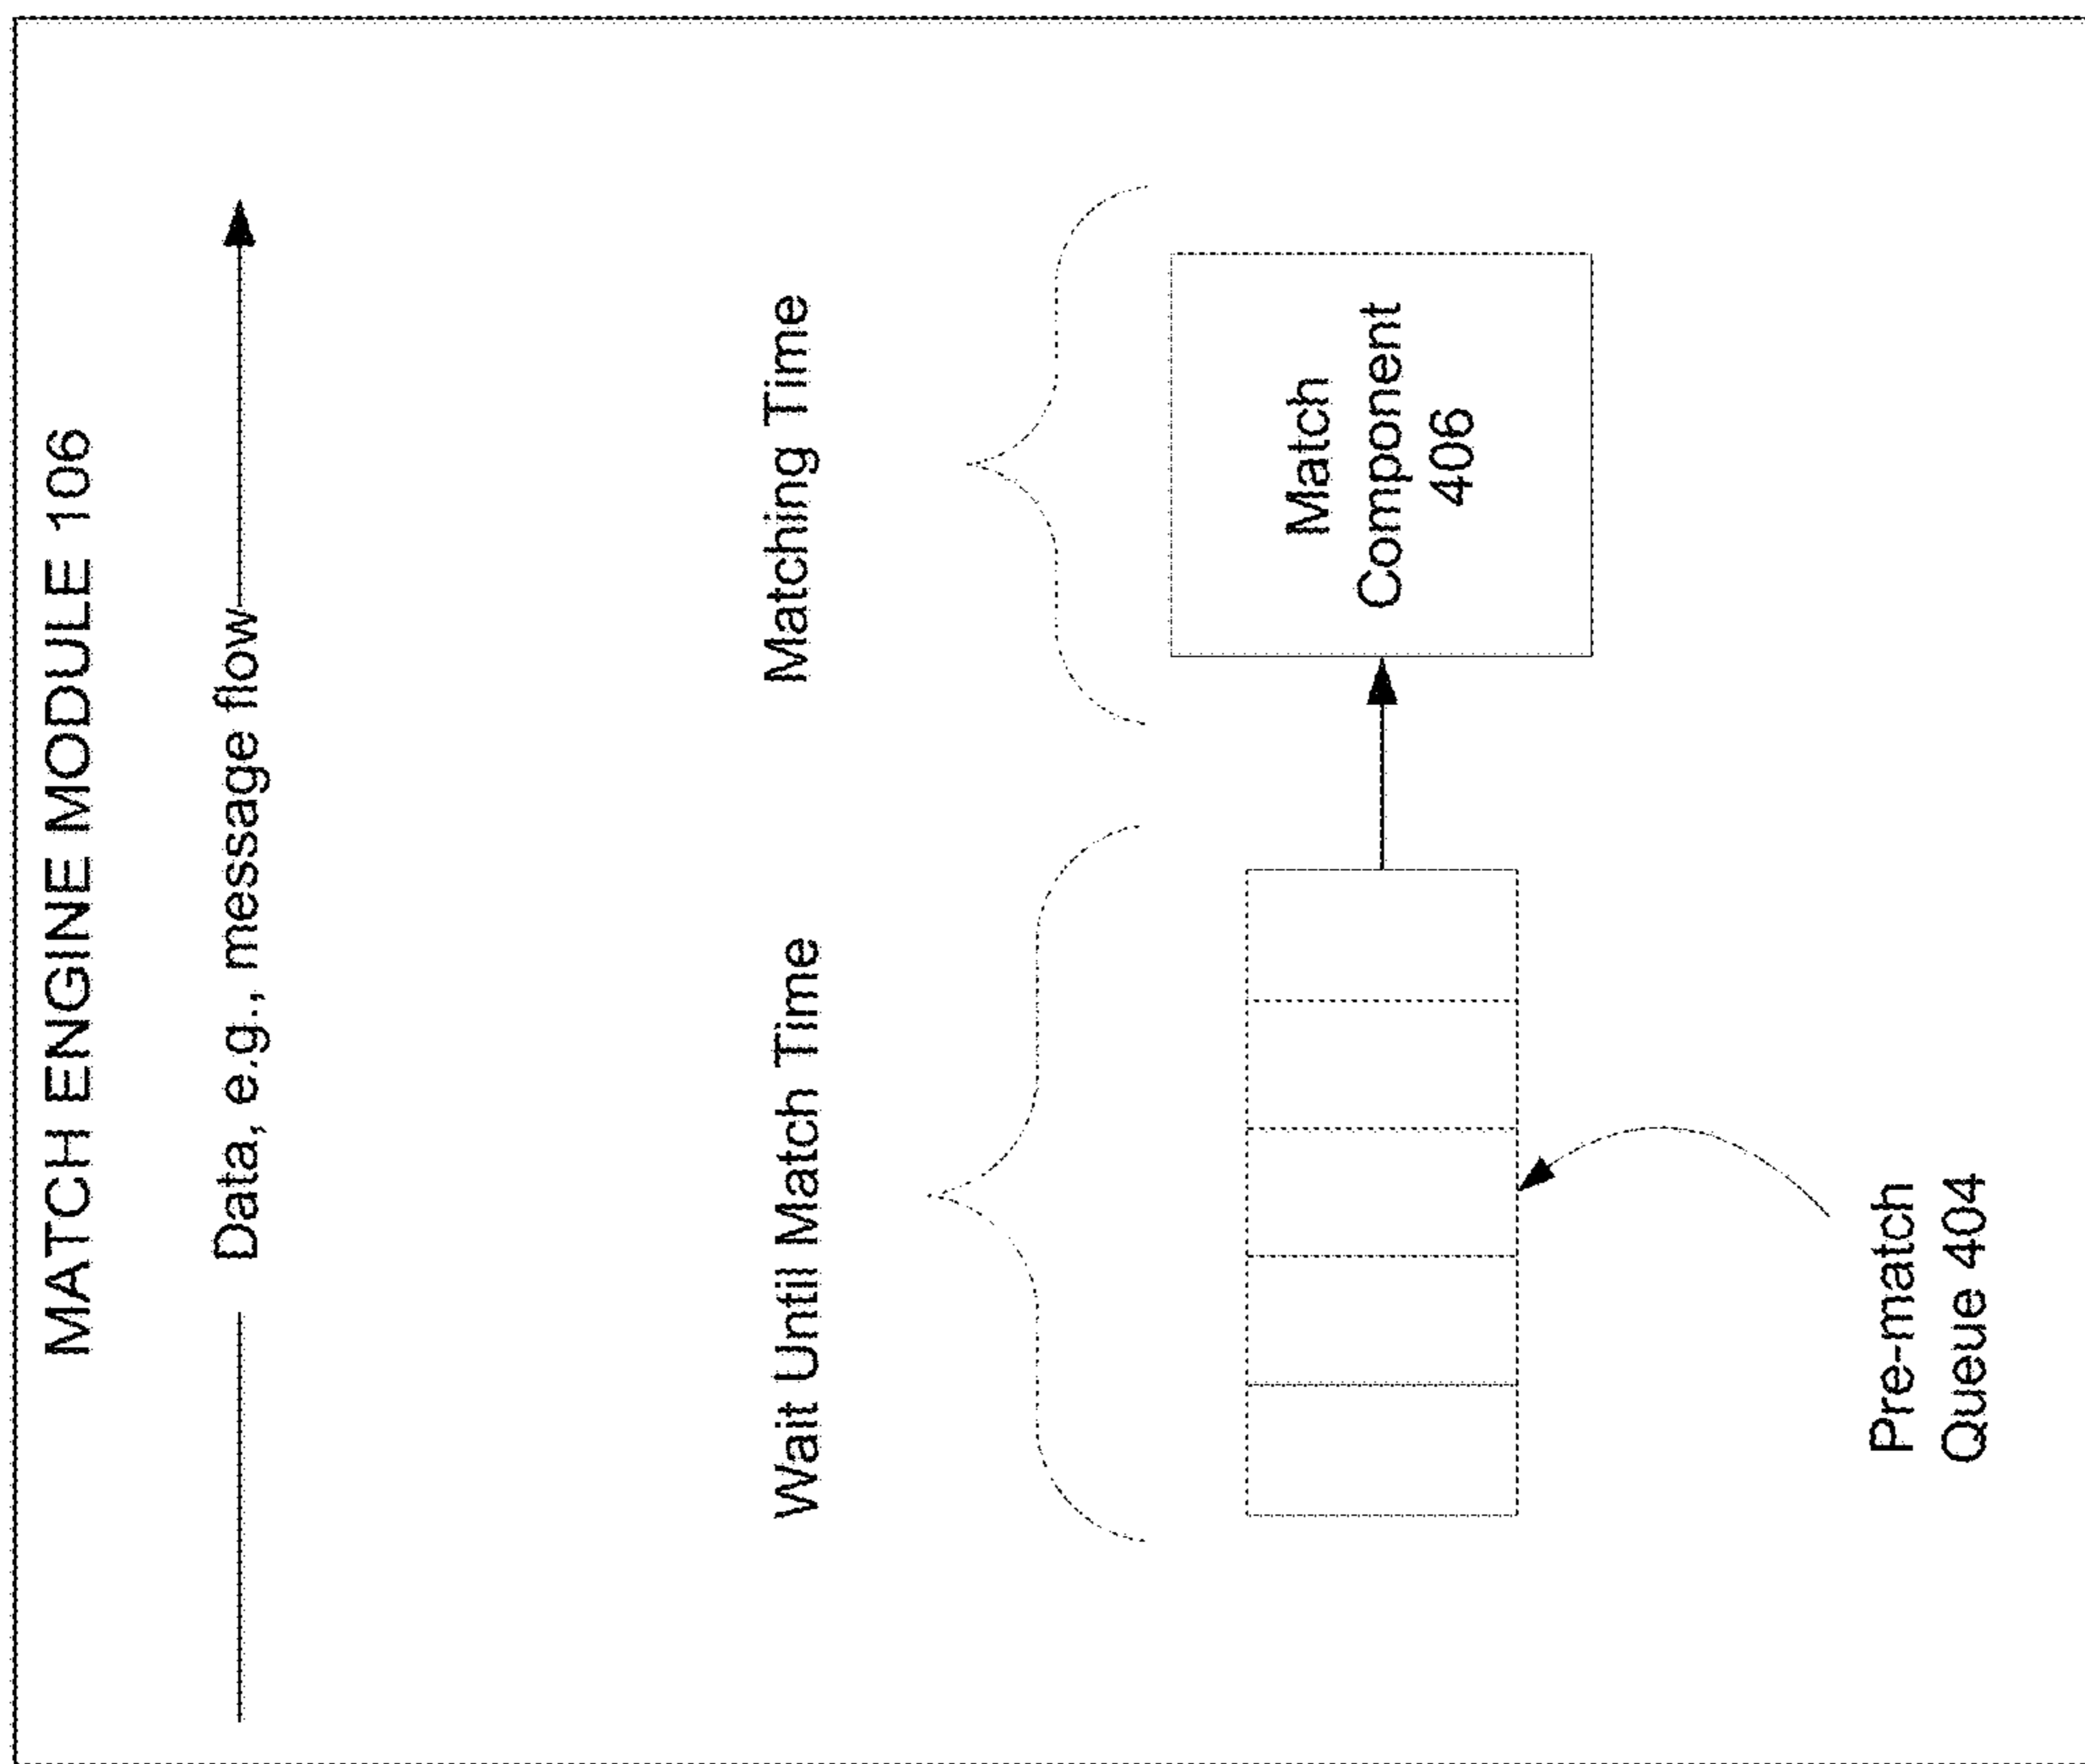 MATCH ENGINE MODULE 106
Data, e.g., message flow
Wait Until Match Time
Matching Time
Match
Component
406
Pre-match
Queue 404